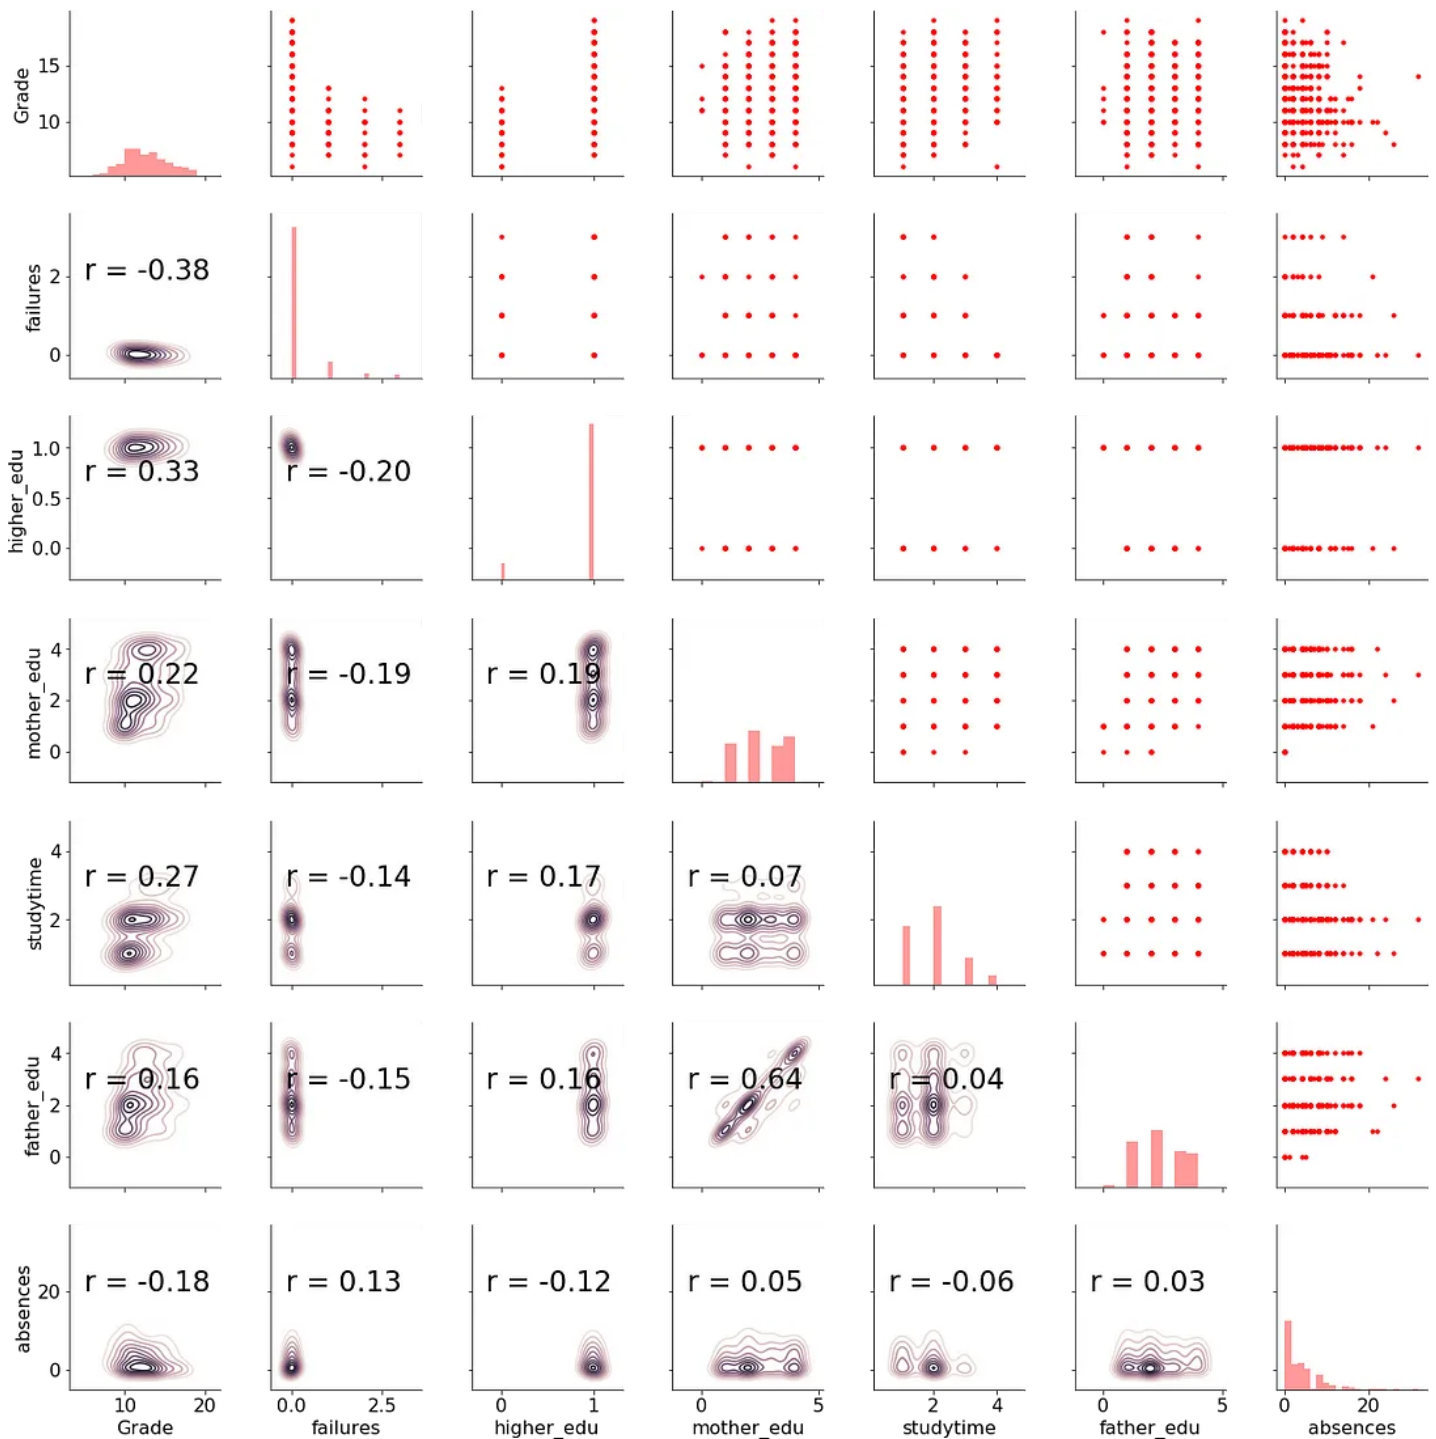 Grade
15
10
failures
2
0
r = -0.38
higher_edu
1.0
0.5
0.0
r = 0.33
r = -0.20
mother_edu
4
2
0
r = 0.22
r = -0.19
r = 0.19
studytime
4
2
r = 0.27
r = -0.14
r = 0.17
r = 0.07
father_edu
4
2
0
r = 0.16
r = -0.15
r = 0.16
r = 0.64
r = 0.04
absences
20
0
r = -0.18
r = 0.13
r = -0.12
r = 0.05
r = -0.06
r = 0.03
10 20 0.0 2.5 0 1 0 5 2 4 0 5 0 20
Grade failures higher_edu mother_edu studytime father_edu absences